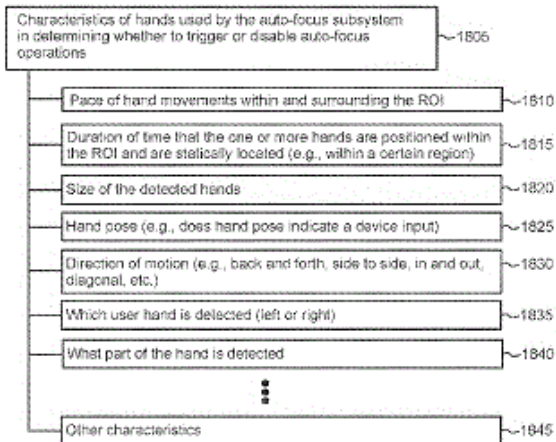 Characteristics of hands used by the auto-focus subsystem
in determining whether to trigger or disable auto-focus
operations
1805
Pace of hand movements within and surrounding the ROI
1810
Duration of time that the one or more hands are positioned within
the ROI and are statically located (e.g., within a certain region)
1815
Size of the detected hands
1820
Hand pose (e.g., does hand pose indicate a device input)
1825
Direction of motion (e.g., back and forth, side to side, in and out,
diagonal, etc.)
1830
Which user hand is detected (left or right)
1835
What part of the hand is detected
1840
Other characteristics
1845